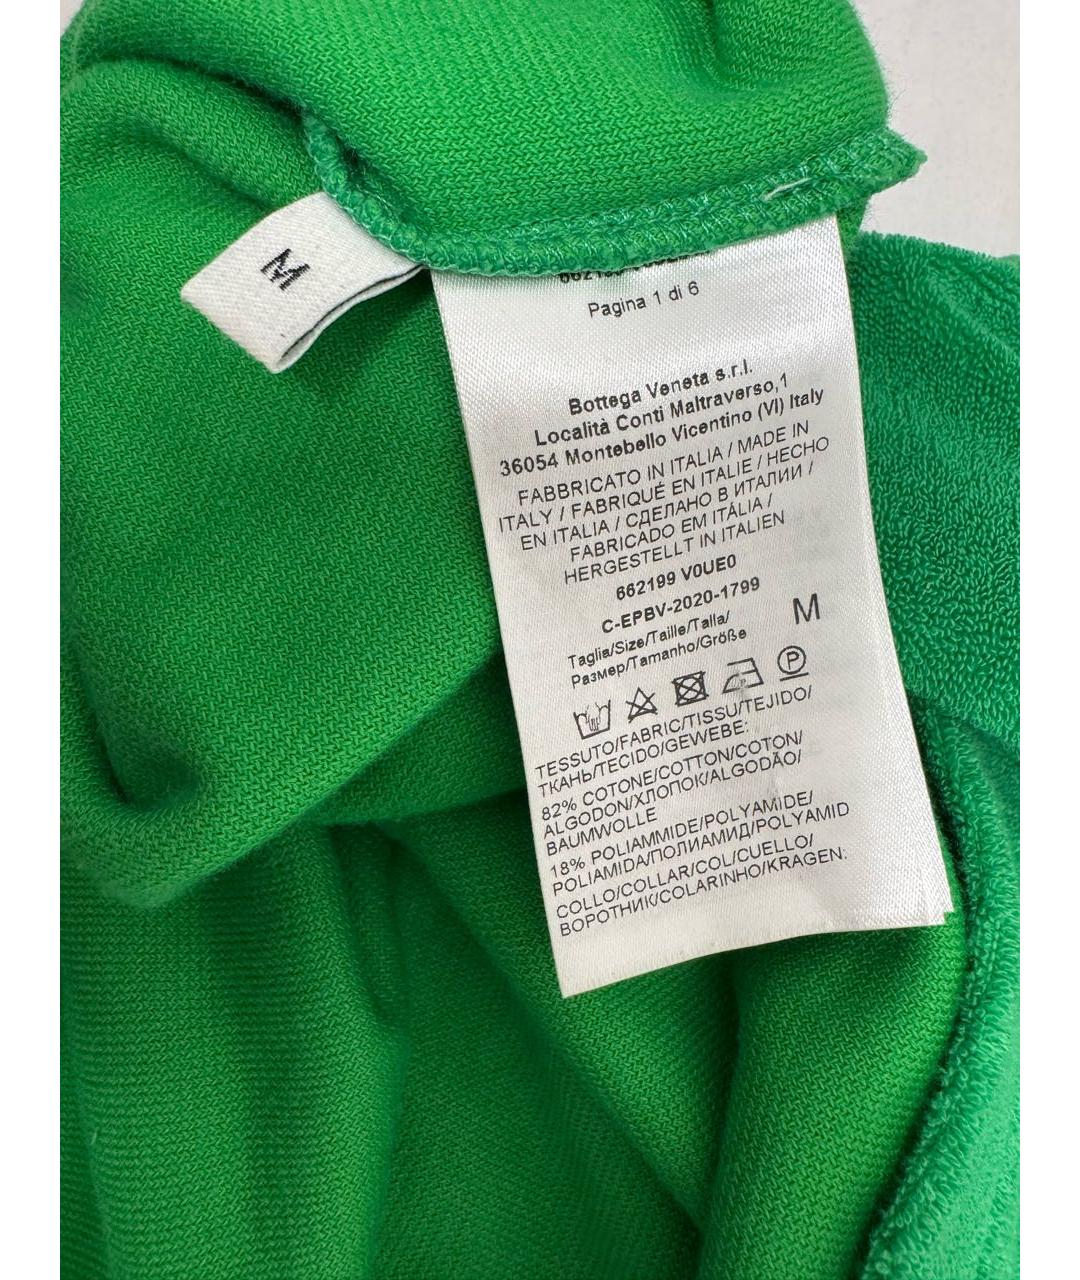 M
Pagina 1 di 6
Bottega Veneta s.r.l.
Località Conti Maltraverso,1
36054 Montebello Vicentino (VI) Italy
FABBRICATO IN ITALIA / MADE IN
ITALY / FABRIQUÉ EN ITALIE / HECHO
EN ITALIA / СДЕЛАНО В ИТАЛИИ /
FABRICADO EM ITÁLIA /
HERGESTELLT IN ITALIEN
662199 V0UE0
C-EPBV-2020-1799
Taglia/Size/Taille/Talla/
Размер/Tamanho/Größe
M
P
TESSUTO/FABRIC/TISSU/TEJIDO/
ТКАНЬ/TECIDO/GEWEBE:
82% COTONE/COTTON/COTON/
ALGODON/ХЛОПОК/ALGODÃO/
BAUMWOLLE
18% POLIAMMIDE/POLYAMIDE/
POLIAMIDA/ПОЛИАМИД/POLYAMID
COLLO/COLLAR/COL/CUELLO/
ВОРОТНИК/COLARINHO/KRAGEN: